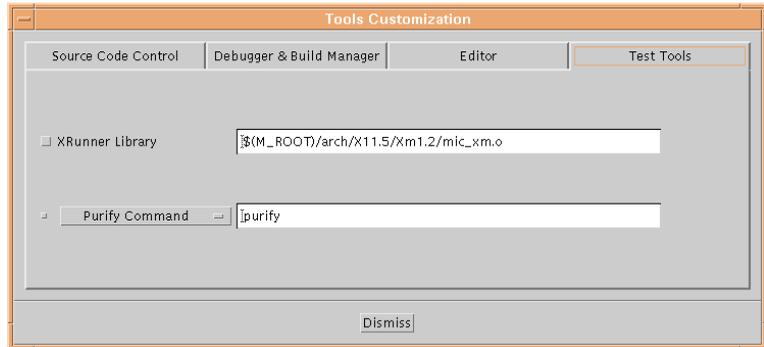 Tools Customization
Source Code Control
Debugger & Build Manager
Editor
Test Tools
XRunner Library
$(M_ROOT)/arch/X11.5/Xm1.2/mic_xm.o
Purify Command
purify
Dismiss